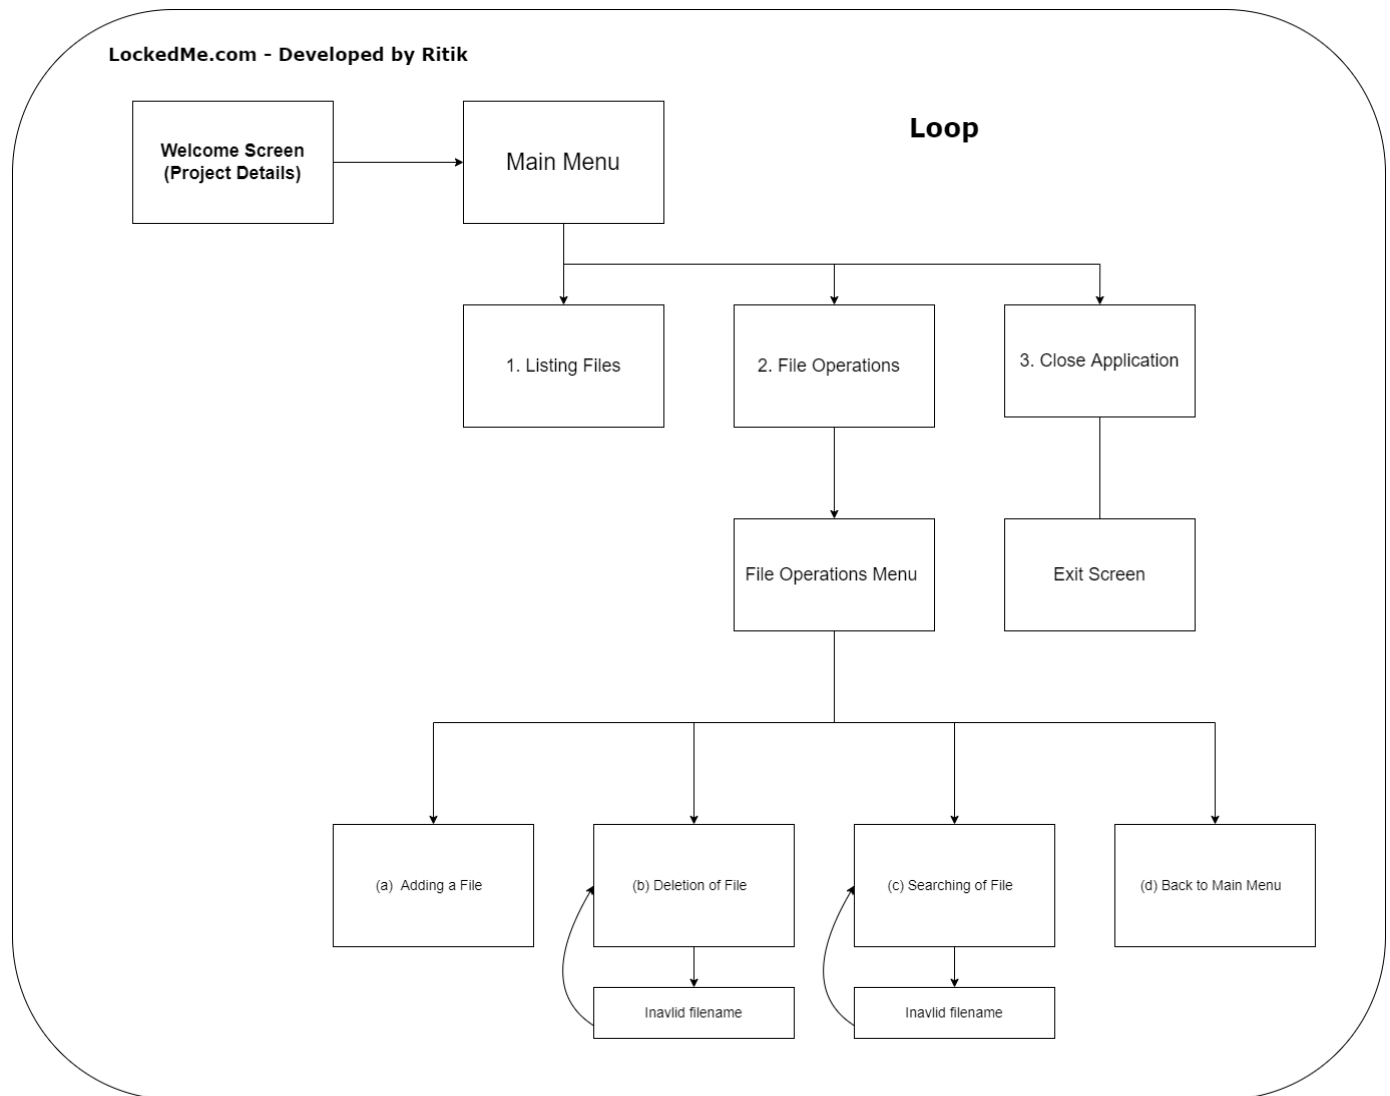 LockedMe.com - Developed by Ritik
Welcome Screen
(Project Details)
Main Menu
Loop
1. Listing Files
2. File Operations
3. Close Application
File Operations Menu
Exit Screen
(a)  Adding a File
(b) Deletion of File
(c) Searching of File
(d) Back to Main Menu
Inavlid filename
Inavlid filename